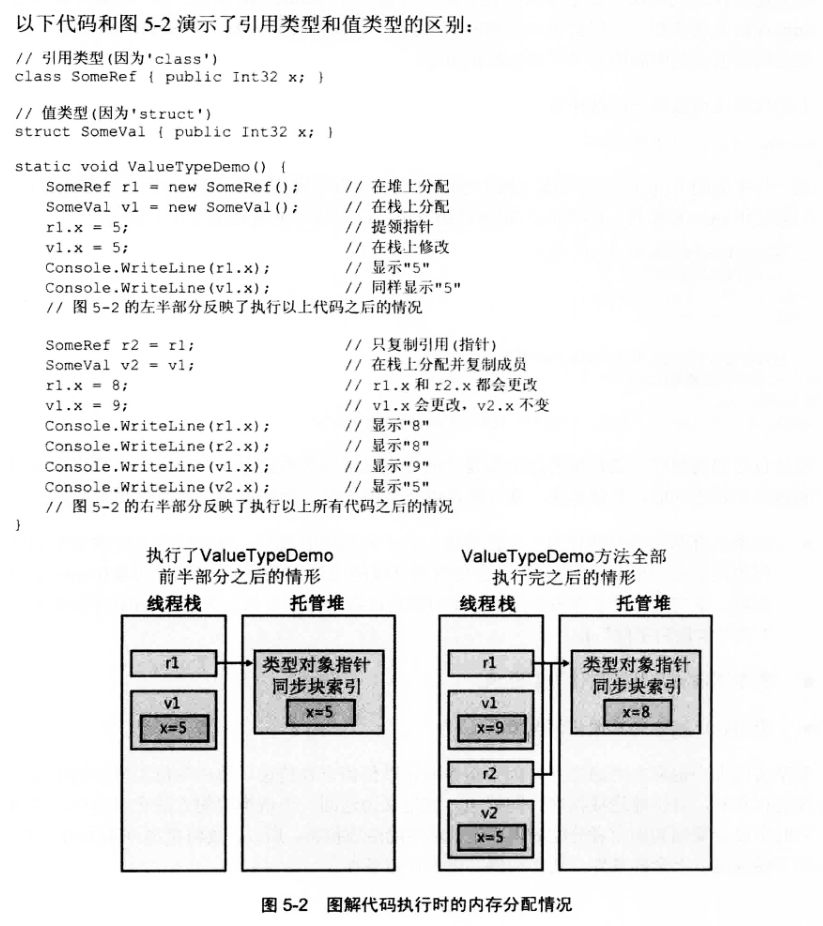 以下代码和图 5-2 演示了引用类型和值类型的区别：
// 引用类型(因为'class')
class SomeRef { public Int32 x; }
// 值类型(因为'struct')
struct SomeVal { public Int32 x; }
static void ValueTypeDemo() {
SomeRef r1 = new SomeRef(); // 在堆上分配
SomeVal v1 = new SomeVal(); // 在栈上分配
r1.x = 5; // 提领指针
v1.x = 5; // 在栈上修改
Console.WriteLine(r1.x); // 显示"5"
Console.WriteLine(v1.x); // 同样显示"5"
// 图 5-2 的左半部分反映了执行以上代码之后的情况
SomeRef r2 = r1; // 只复制引用(指针)
SomeVal v2 = v1; // 在栈上分配并复制成员
r1.x = 8; // r1.x 和 r2.x 都会更改
v1.x = 9; // v1.x 会更改，v2.x 不变
Console.WriteLine(r1.x); // 显示"8"
Console.WriteLine(r2.x); // 显示"8"
Console.WriteLine(v1.x); // 显示"9"
Console.WriteLine(v2.x); // 显示"5"
// 图 5-2 的右半部分反映了执行以上所有代码之后的情况
}
执行了ValueTypeDemo
前半部分之后的情形
线程栈
托管堆
r1
类型对象指针
同步块索引
x=5
v1
x=5
ValueTypeDemo方法全部
执行完之后的情形
线程栈
托管堆
r1
类型对象指针
同步块索引
x=8
v1
x=9
r2
v2
x=5
图 5-2 图解代码执行时的内存分配情况